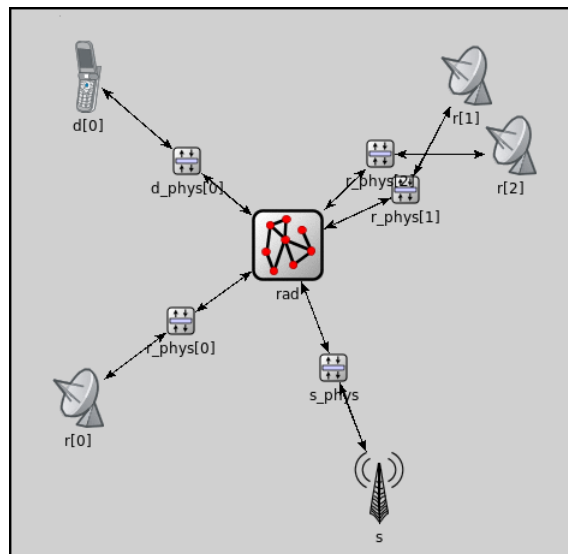 d[0]
r[1]
r[2]
d_phys[0]
r_phys[2]
r_phys[1]
rad
r_phys[0]
s_phys
r[0]
s